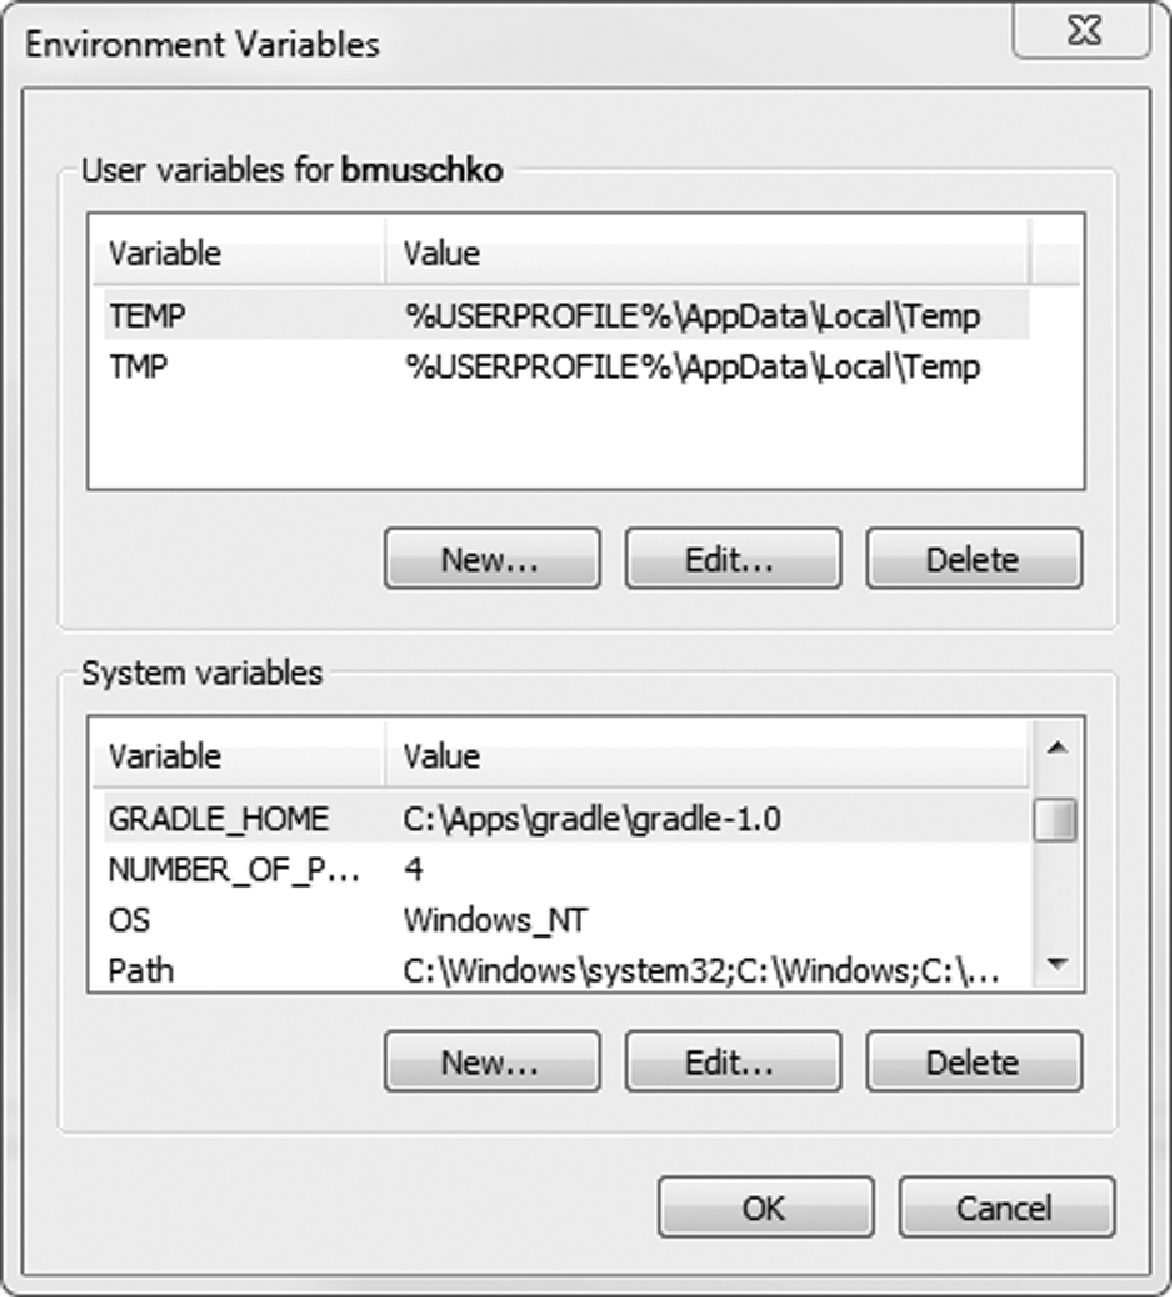 Environment Variables
User variables for bmuschko
Variable Value
TEMP %USERPROFILE%\AppData\Local\Temp
TMP %USERPROFILE%\AppData\Local\Temp
New... Edit... Delete
System variables
Variable Value
GRADLE_HOME C:\Apps\gradle\gradle-1.0
NUMBER_OF_P... 4
OS Windows_NT
Path C:\Windows\system32;C:\Windows;C:\...
New... Edit... Delete
OK Cancel